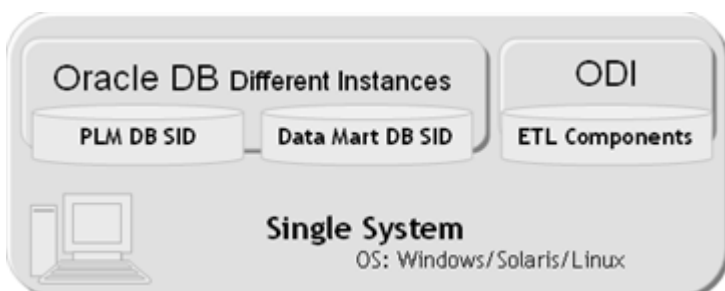 Oracle DB Different Instances
ODI
PLM DB SID
Data Mart DB SID
ETL Components
Single System
OS: Windows/Solaris/Linux